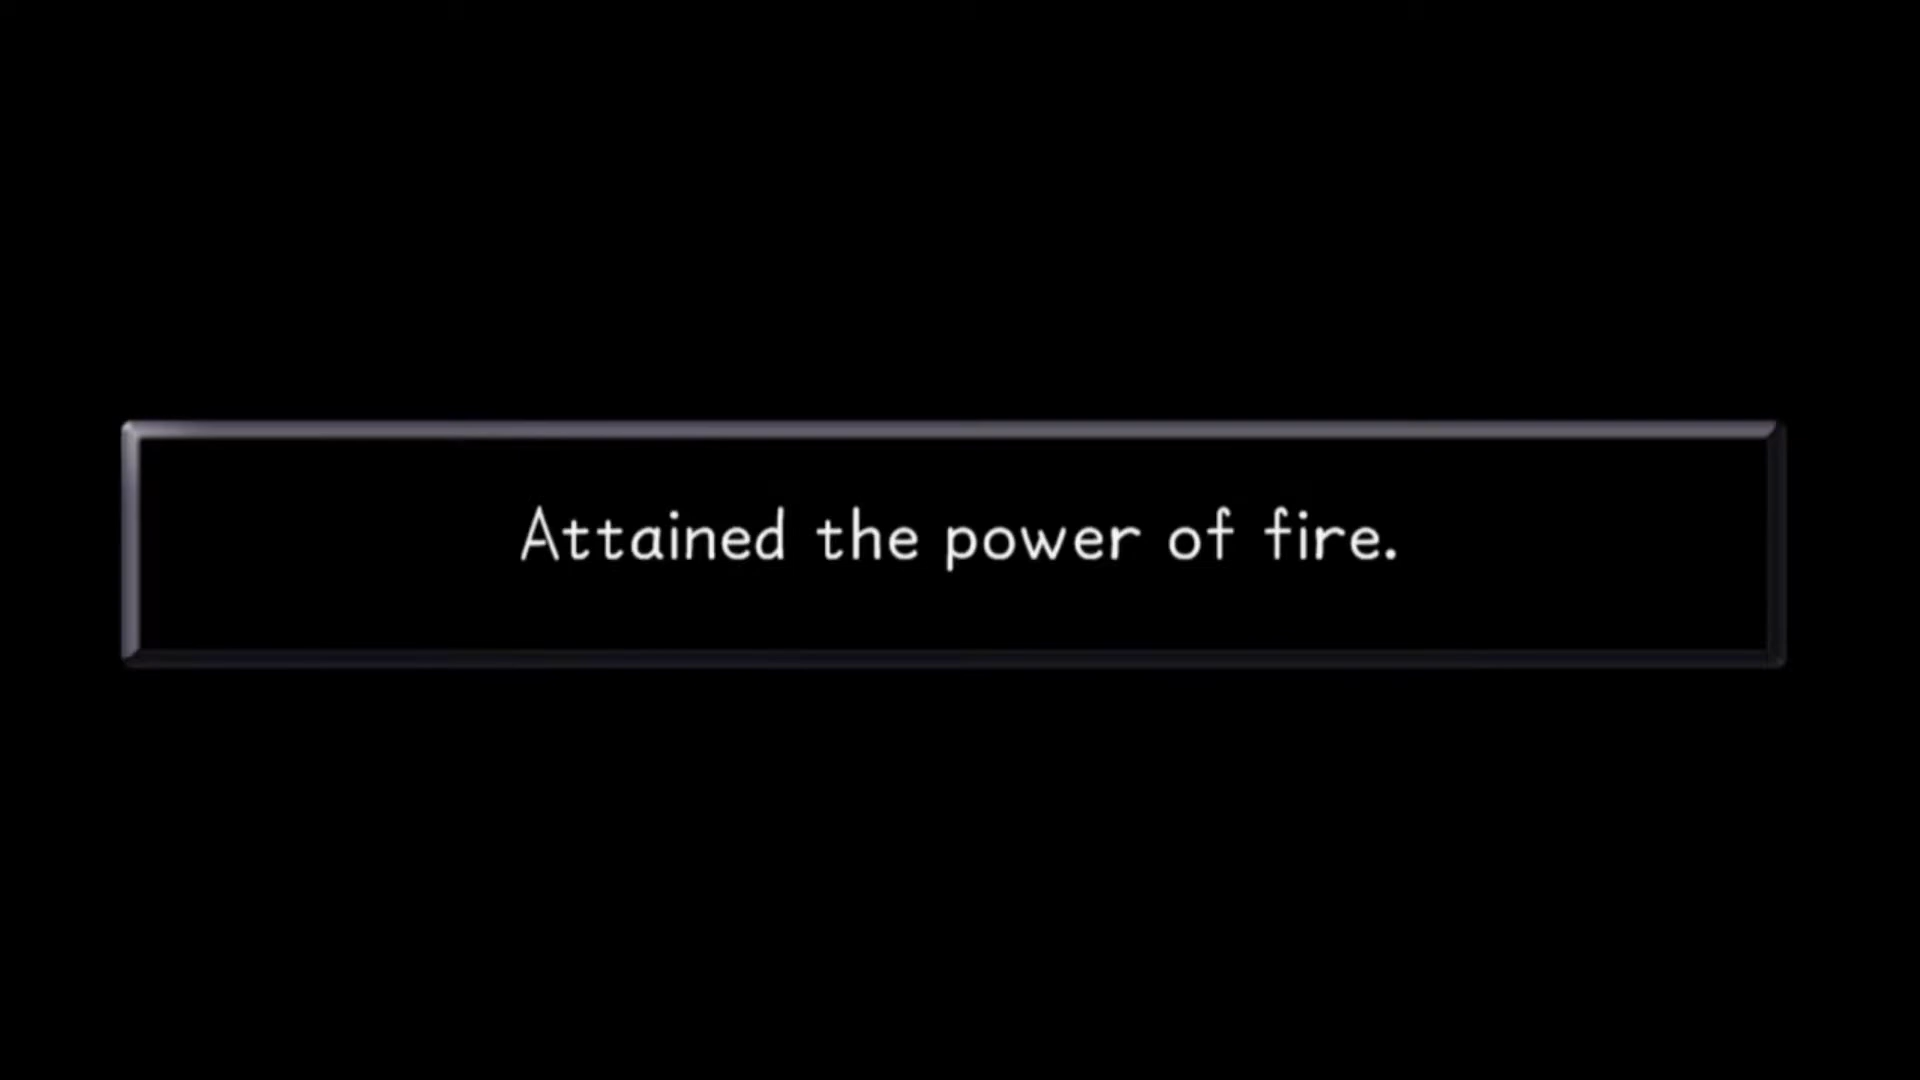 Attained the power of fire.